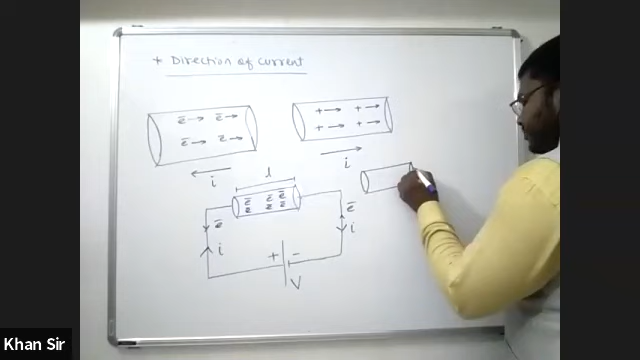 * Direction of current
e̅→ e̅→
e̅→ e̅→
i
+→ +→
+→ +→
i
l
e̅ e̅ e̅
e̅ e̅ e̅
e̅
i
e̅
i
+ -
V
Khan Sir